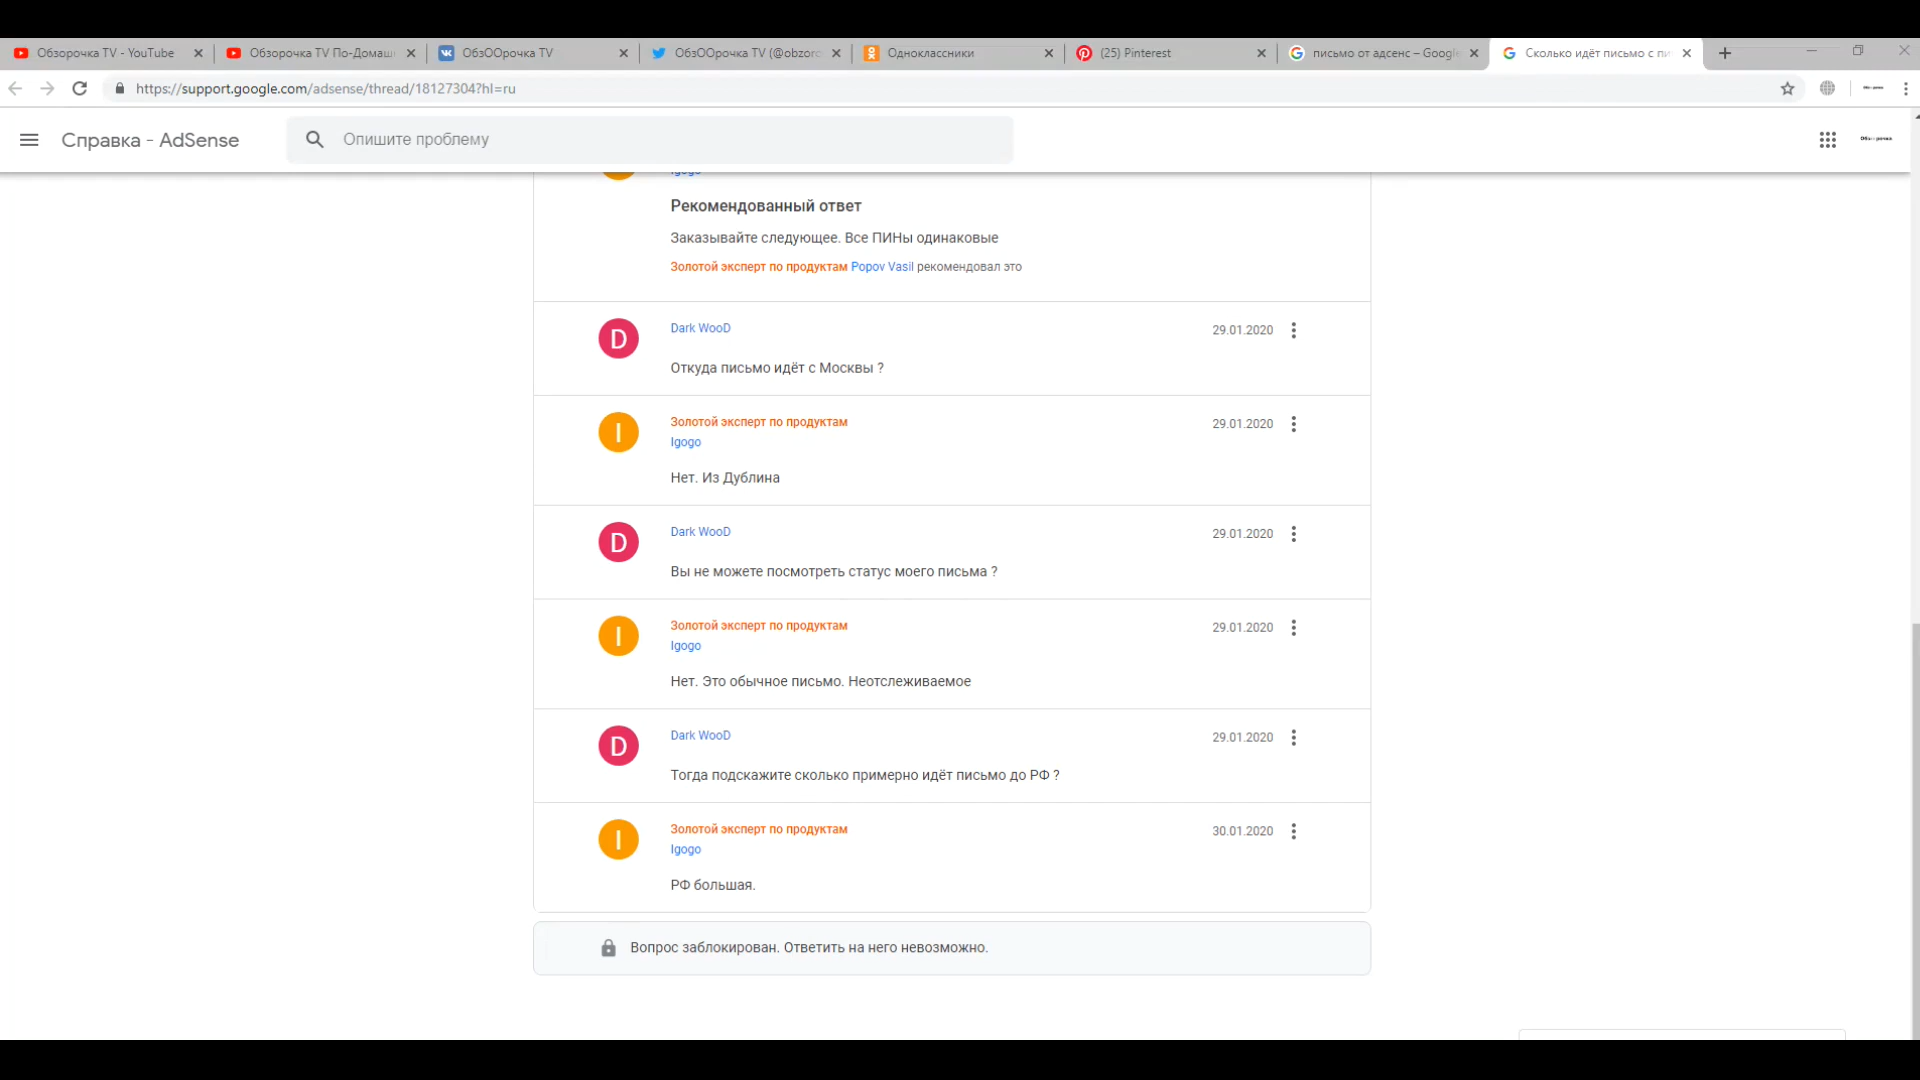 Обзорочка TV - YouTube
Обзорочка TV По-Домаш
ОбзООрочка TV
ОбзООрочка TV (@obzoro
Одноклассники
(25) Pinterest
письмо от адсенс – Google
Сколько идёт письмо с пи
https://support.google.com/adsense/thread/18127304?hl=ru
Справка - AdSense
Опишите проблему
Igogo
Рекомендованный ответ
Заказывайте следующее. Все ПИНы одинаковые
Золотой эксперт по продуктам Popov Vasil рекомендовал это
D
Dark WooD
29.01.2020
Откуда письмо идёт с Москвы ?
I
Золотой эксперт по продуктам
29.01.2020
Igogo
Нет. Из Дублина
D
Dark WooD
29.01.2020
Вы не можете посмотреть статус моего письма ?
I
Золотой эксперт по продуктам
29.01.2020
Igogo
Нет. Это обычное письмо. Неотслеживаемое
D
Dark WooD
29.01.2020
Тогда подскажите сколько примерно идёт письмо до РФ ?
I
Золотой эксперт по продуктам
30.01.2020
Igogo
РФ большая.
Вопрос заблокирован. Ответить на него невозможно.